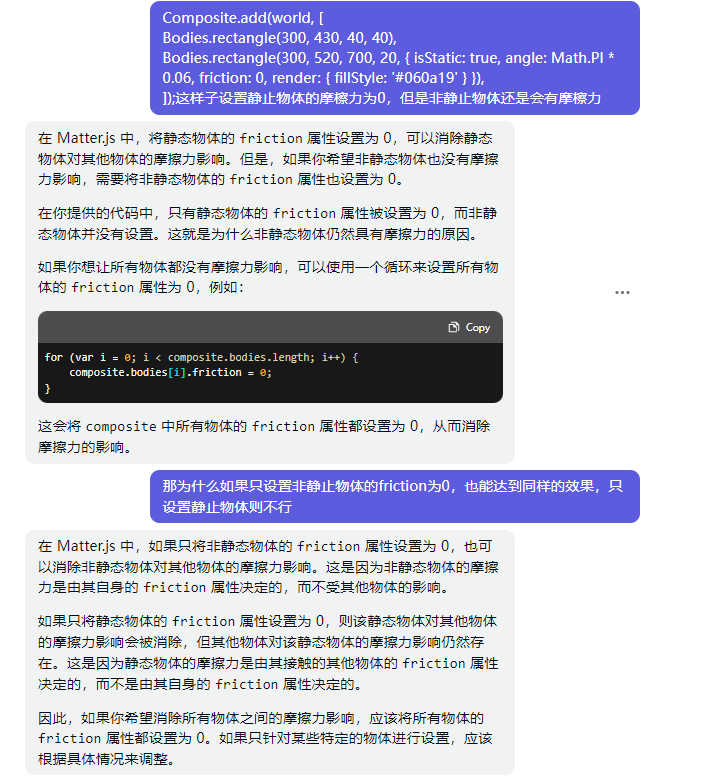 Composite.add(world, [
Bodies.rectangle(300, 430, 40, 40),
Bodies.rectangle(300, 520, 700, 20, { isStatic: true, angle: Math.PI *
0.06, friction: 0, render: { fillStyle: '#060a19' } }),
]);这样子设置静止物体的摩檫力为0，但是非静止物体还是会有摩檫力
在 Matter.js 中，将静态物体的 friction 属性设置为 0，可以消除静态
物体对其他物体的摩擦力影响。但是，如果你希望非静态物体也没有摩擦
力影响，需要将非静态物体的 friction 属性也设置为 0。
在你提供的代码中，只有静态物体的 friction 属性被设置为 0，而非静
态物体并没有设置。这就是为什么非静态物体仍然具有摩擦力的原因。
如果你想让所有物体都没有摩擦力影响，可以使用一个循环来设置所有物
体的 friction 属性为 0，例如：
Copy
for (var i = 0; i < composite.bodies.length; i++) {
composite.bodies[i].friction = 0;
}
这会将 composite 中所有物体的 friction 属性都设置为 0，从而消除
摩擦力的影响。
那为什么如果只设置非静止物体的friction为0，也能达到同样的效果，只
设置静止物体则不行
在 Matter.js 中，如果只将非静态物体的 friction 属性设置为 0，也可
以消除非静态物体对其他物体的摩擦力影响。这是因为非静态物体的摩擦
力是由其自身的 friction 属性决定的，而不受其他物体的影响。
如果只将静态物体的 friction 属性设置为 0，则该静态物体对其他物体
的摩擦力影响会被消除，但其他物体对该静态物体的摩擦力影响仍然存
在。这是因为静态物体的摩擦力是由其接触的其他物体的 friction 属性
决定的，而不是由其自身的 friction 属性决定的。
因此，如果你希望消除所有物体之间的摩擦力影响，应该将所有物体的
friction 属性都设置为 0。如果只针对某些特定的物体进行设置，应该
根据具体情况来调整。